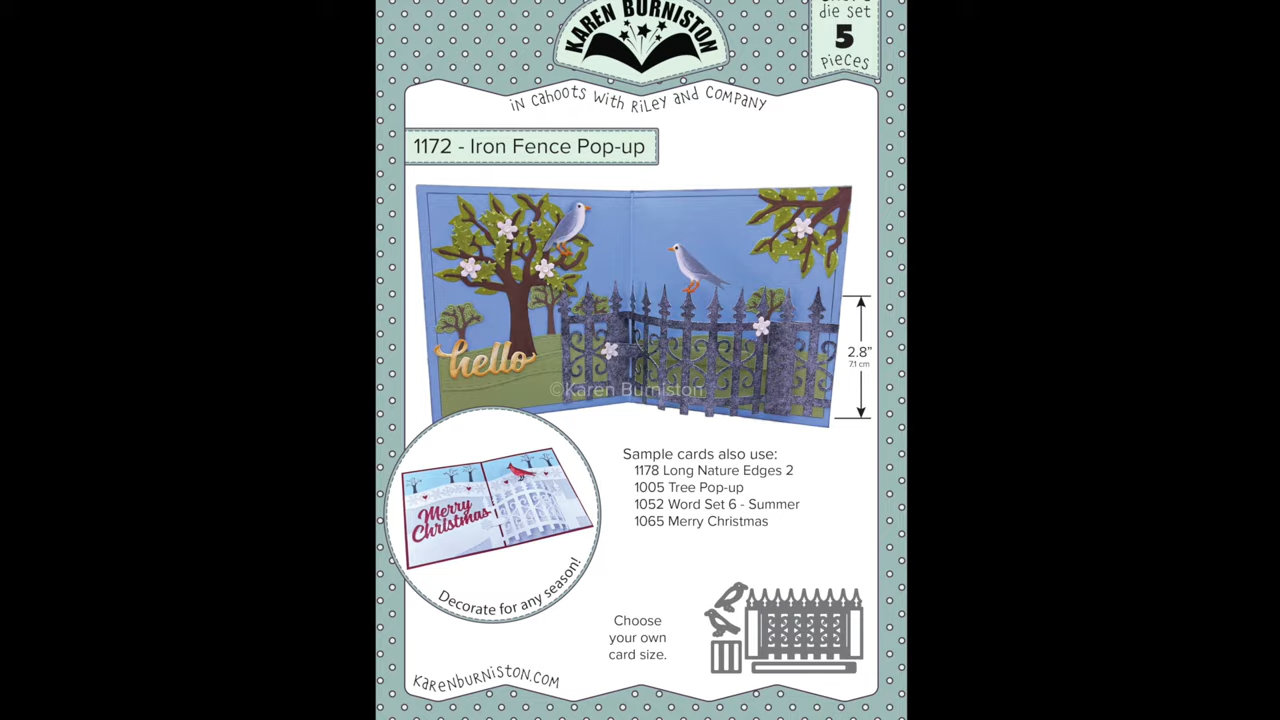 KAREN BURNISTON
die set
5
pieces
in cahoots with Riley and Company
1172 - Iron Fence Pop-up
hello
©Karen Burniston
2.8”
7.1 cm
Sample cards also use:
1178 Long Nature Edges 2
1005 Tree Pop-up
1052 Word Set 6 - Summer
1065 Merry Christmas
Merry
Christmas
Decorate for any season!
Choose
your own
card size.
karenburniston.com